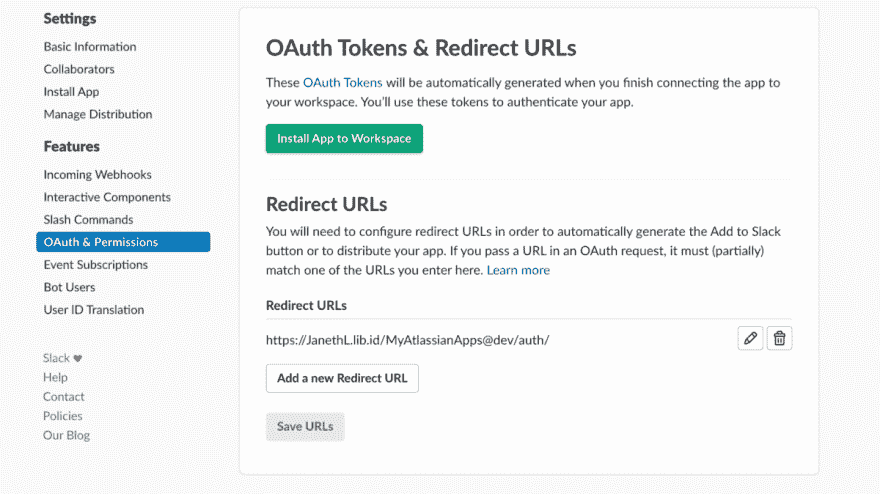 Settings
Basic Information
Collaborators
Install App
Manage Distribution
Features
Incoming Webhooks
Interactive Components
Slash Commands
OAuth & Permissions
Event Subscriptions
Bot Users
User ID Translation
Slack ♥
Help
Contact
Policies
Our Blog
OAuth Tokens & Redirect URLs
These OAuth Tokens will be automatically generated when you finish connecting the app to
your workspace. You’ll use these tokens to authenticate your app.
Install App to Workspace
Redirect URLs
You will need to configure redirect URLs in order to automatically generate the Add to Slack
button or to distribute your app. If you pass a URL in an OAuth request, it must (partially)
match one of the URLs you enter here. Learn more
Redirect URLs
https://JanethL.lib.id/MyAtlassianApps@dev/auth/
Add a new Redirect URL
Save URLs